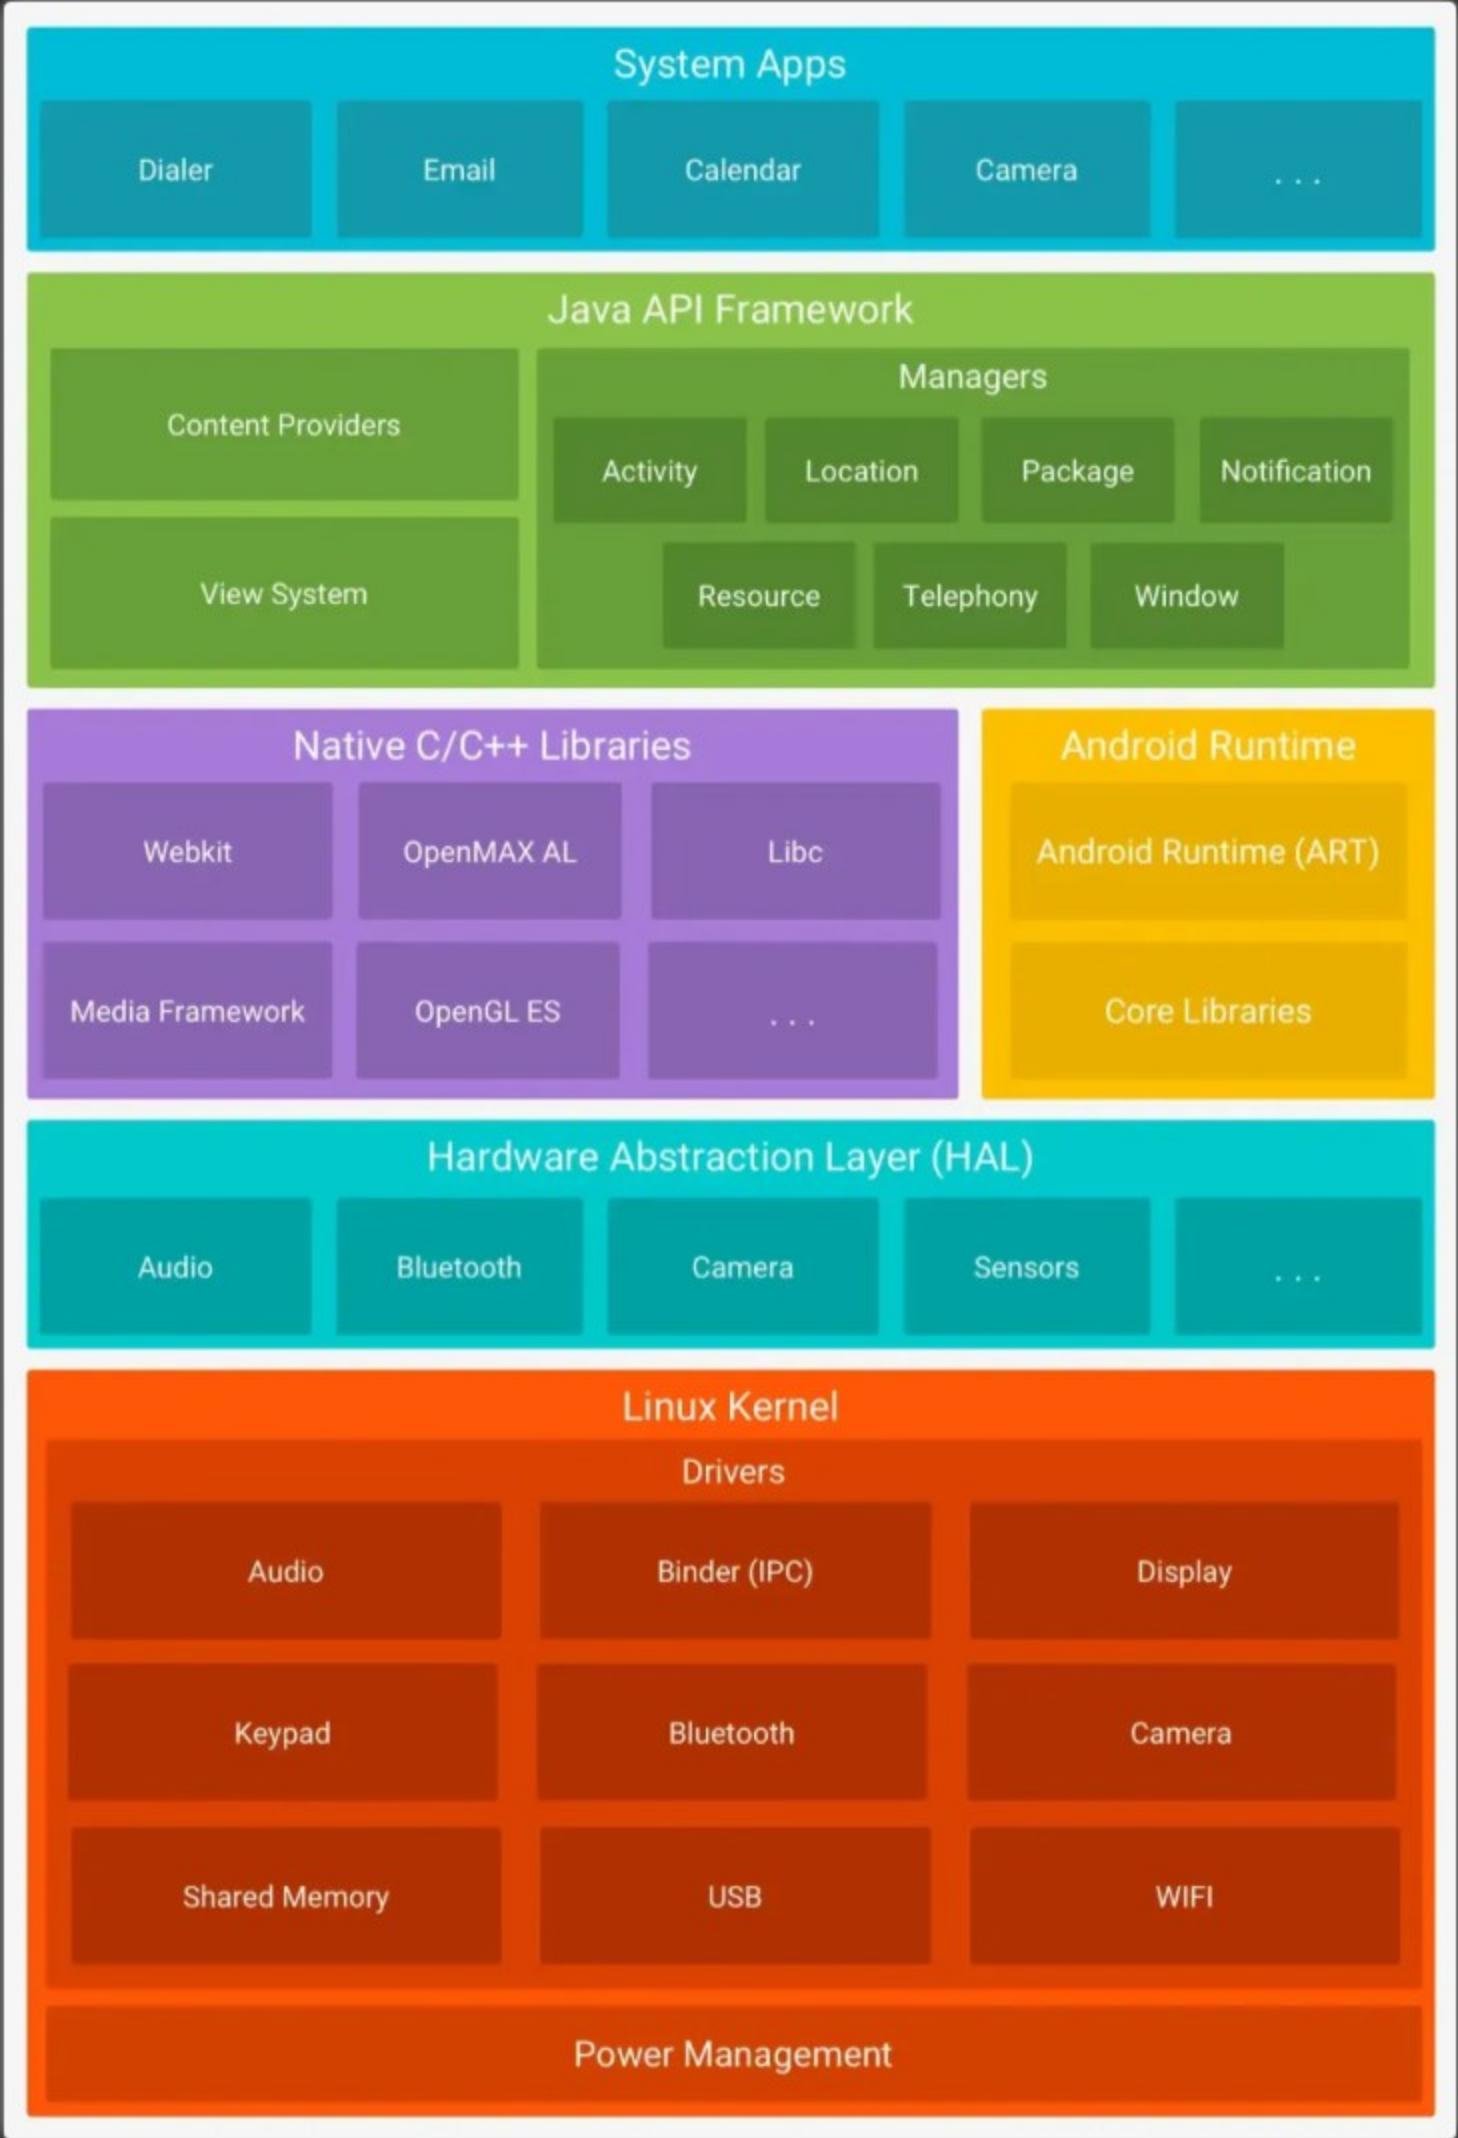 System Apps
Dialer Email Calendar Camera . . .
Java API Framework
Content Providers
View System
Managers
Activity Location Package Notification
Resource Telephony Window
Native C/C++ Libraries
Webkit OpenMAX AL Libc
Media Framework OpenGL ES . . .
Android Runtime
Android Runtime (ART)
Core Libraries
Hardware Abstraction Layer (HAL)
Audio Bluetooth Camera Sensors . . .
Linux Kernel
Drivers
Audio Binder (IPC) Display
Keypad Bluetooth Camera
Shared Memory USB WIFI
Power Management